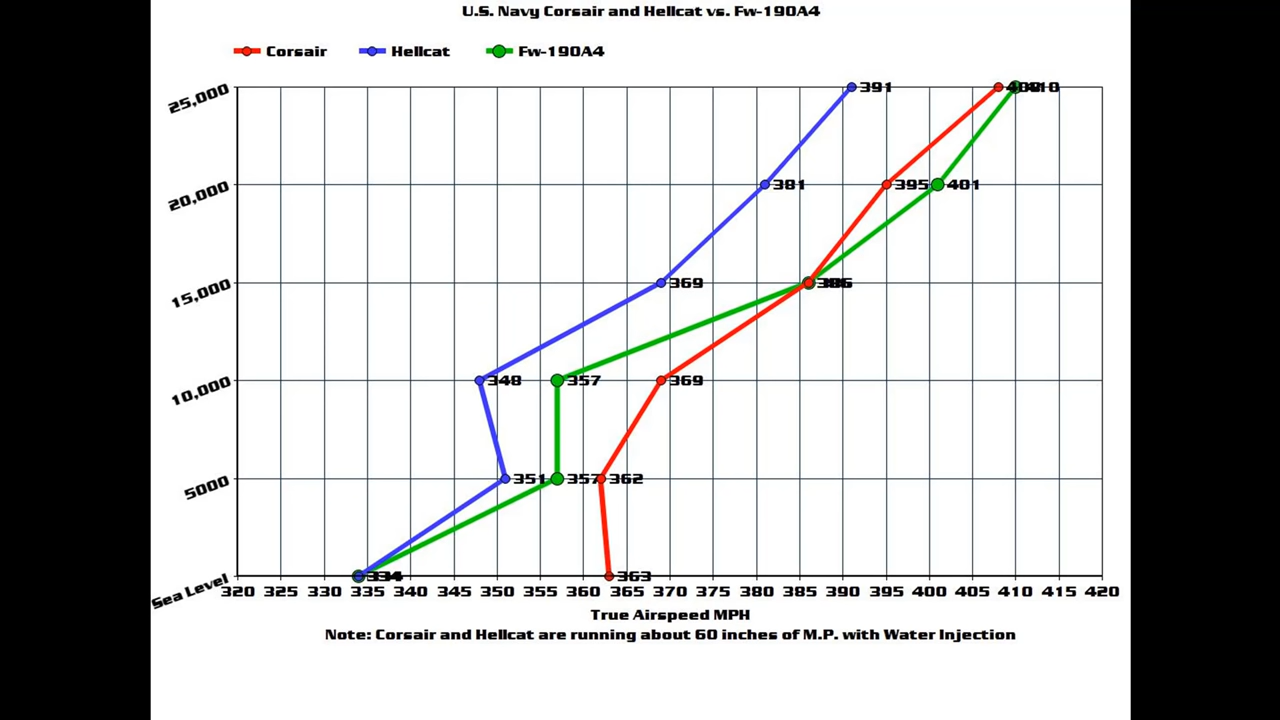 U.S. Navy Corsair and Hellcat vs. Fw-190A4
Corsair Hellcat Fw-190A4
25,000 391 410
20,000 381 395 401
15,000 369
10,000 348 357 369
5000 351 357 362
Sea Level 334 363
320 325 330 335 340 345 350 355 360 365 370 375 380 385 390 395 400 405 410 415 420
True Airspeed MPH
Note: Corsair and Hellcat are running about 60 inches of M.P. with Water Injection